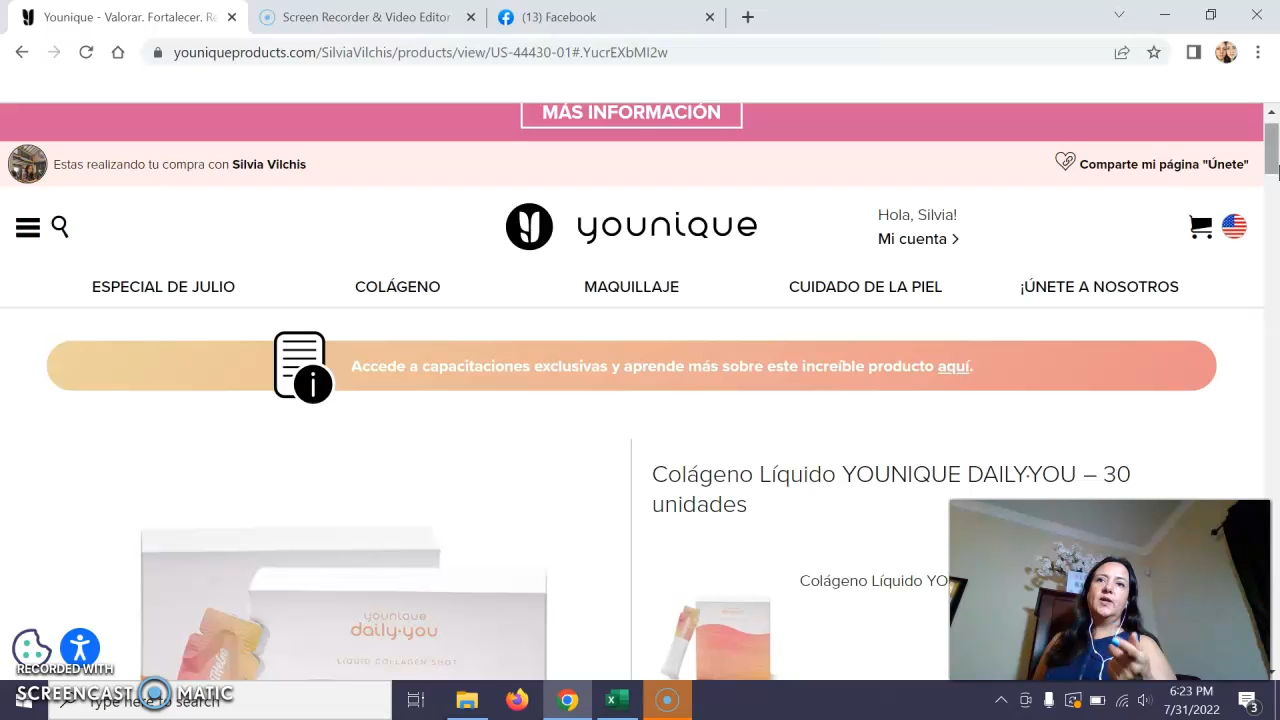 Younique - Valorar. Fortalecer. Re
Screen Recorder & Video Editor
(13) Facebook
youniqueproducts.com/SilviaVilchis/products/view/US-44430-01#.YucrEXbMI2w
MÁS INFORMACIÓN
Estas realizando tu compra con Silvia Vilchis
Comparte mi página "Únete"
younique
Hola, Silvia!
Mi cuenta >
ESPECIAL DE JULIO
COLÁGENO
MAQUILLAJE
CUIDADO DE LA PIEL
¡ÚNETE A NOSOTROS
Accede a capacitaciones exclusivas y aprende más sobre este increíble producto aquí.
Colágeno Líquido YOUNIQUE DAILY·YOU – 30
unidades
Colágeno Líquido YO
younique
daily·you
LIQUID COLLAGEN SHOT
RECORDED WITH
SCREENCAST MATIC
Type here to search
6:23 PM
7/31/2022
3